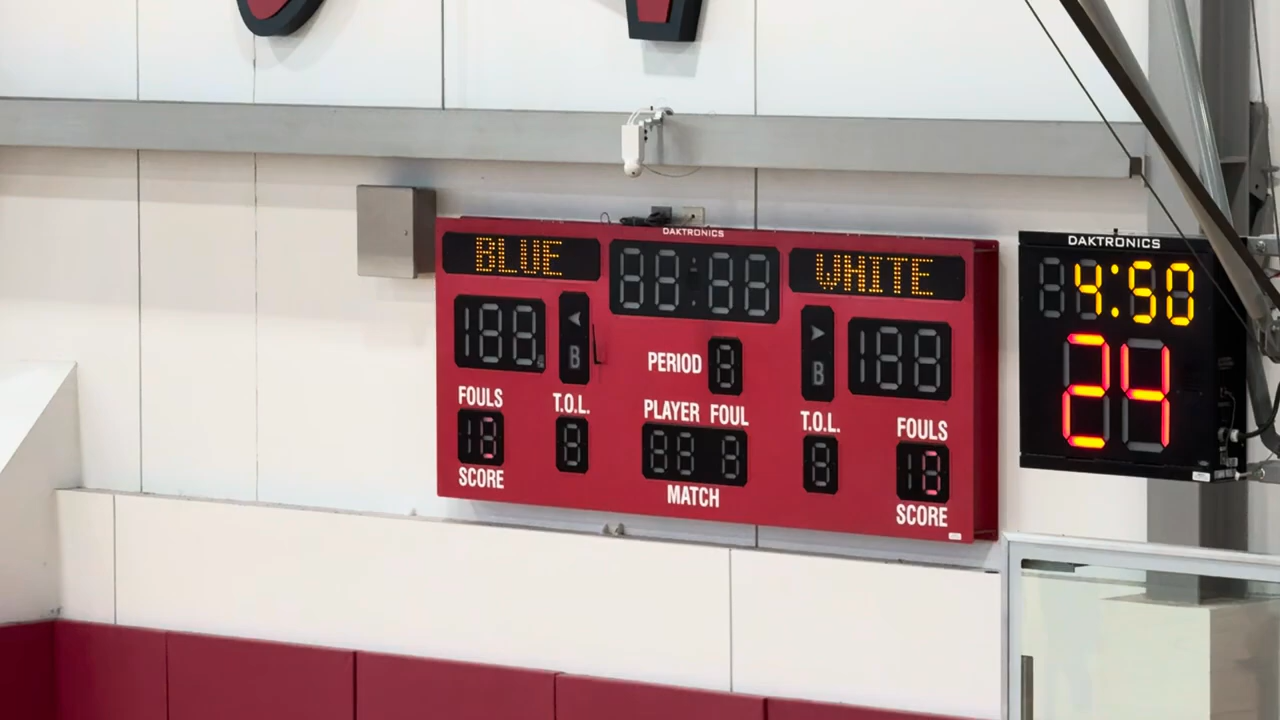 DAKTRONICS
BLUE
WHITE
PERIOD
PLAYER FOUL
FOULS
T.O.L.
T.O.L.
FOULS
B
B
SCORE
MATCH
SCORE
DAKTRONICS
4:50
24